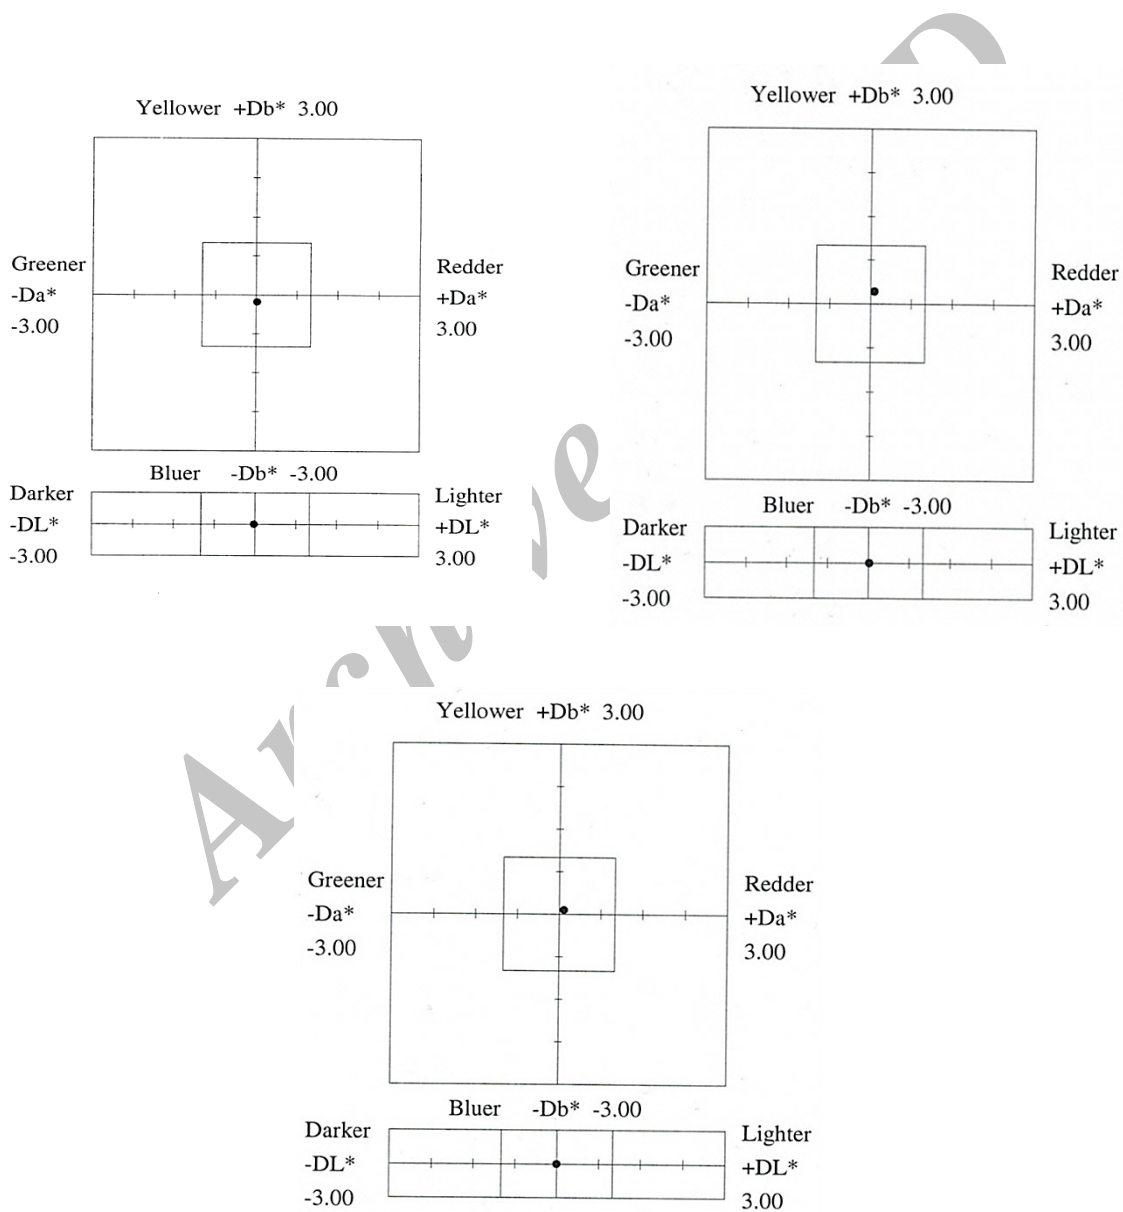 Yellower +Db* 3.00
Greener
-Da*
-3.00
Redder
+Da*
3.00
Bluer -Db* -3.00
Darker
-DL*
-3.00
Lighter
+DL*
3.00
Yellower +Db* 3.00
Greener
-Da*
-3.00
Redder
+Da*
3.00
Bluer -Db* -3.00
Darker
-DL*
-3.00
Lighter
+DL*
3.00
Yellower +Db* 3.00
Greener
-Da*
-3.00
Redder
+Da*
3.00
Bluer -Db* -3.00
Darker
-DL*
-3.00
Lighter
+DL*
3.00